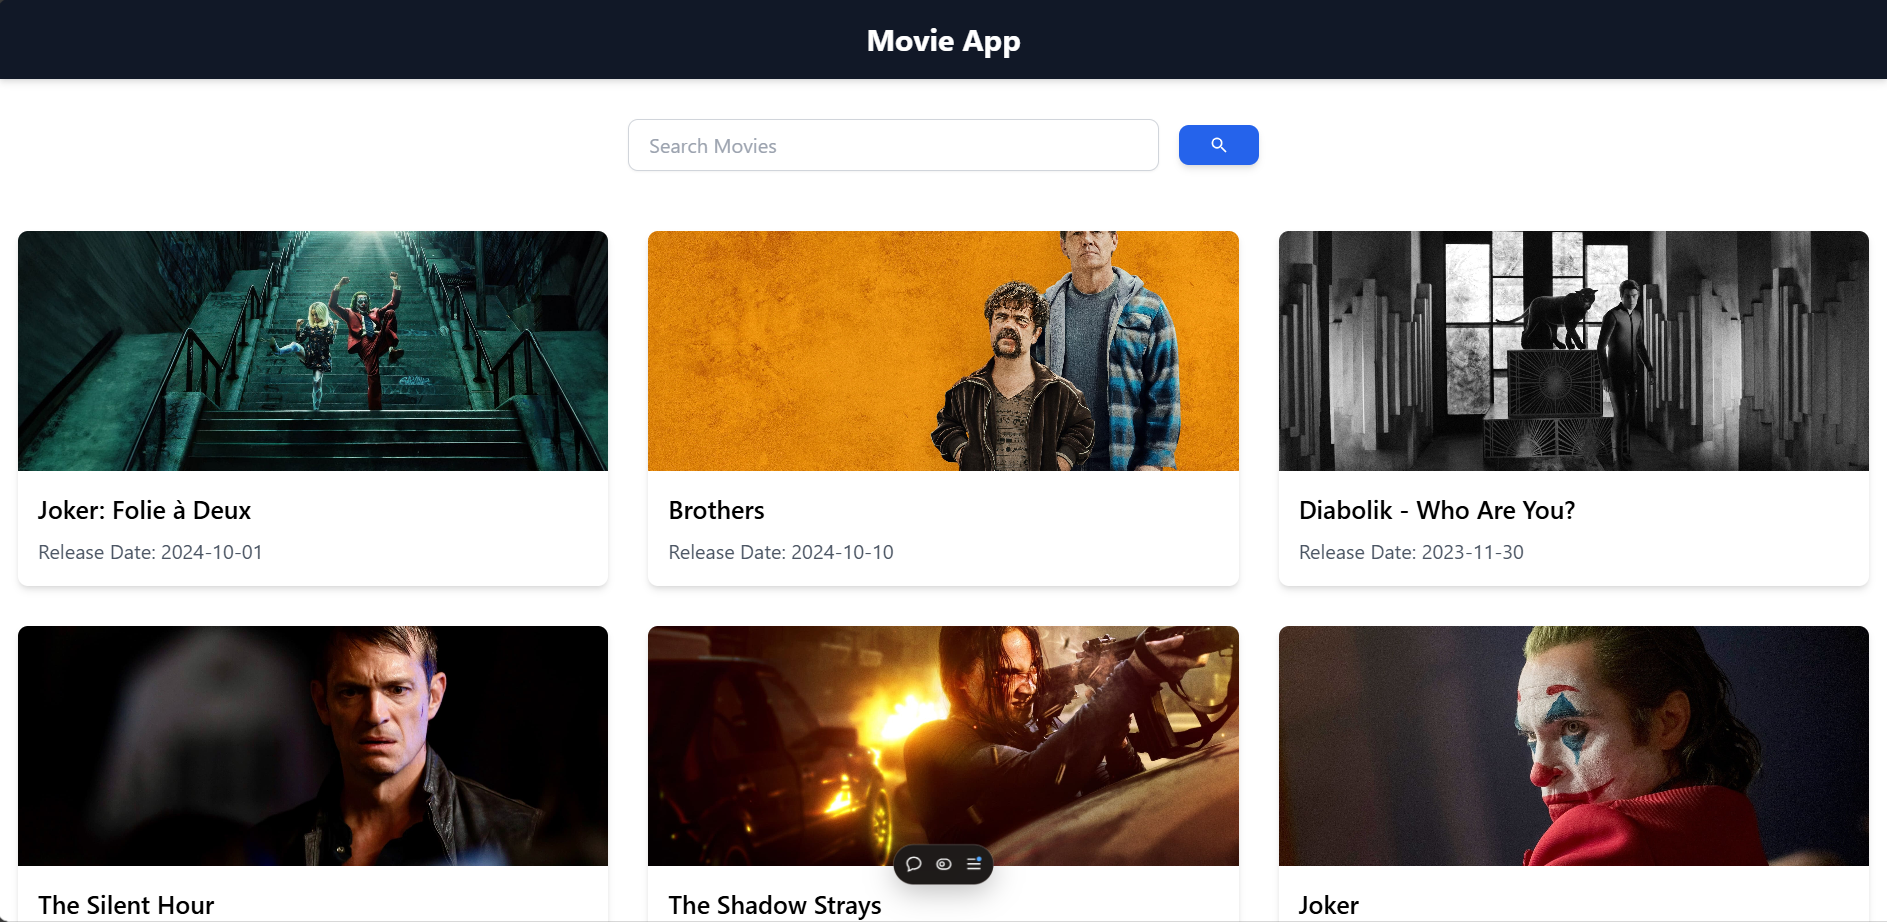 Movie App
Search Movies
Joker: Folie à Deux
Release Date: 2024-10-01
Brothers
Release Date: 2024-10-10
Diabolik - Who Are You?
Release Date: 2023-11-30
The Silent Hour
The Shadow Strays
Joker